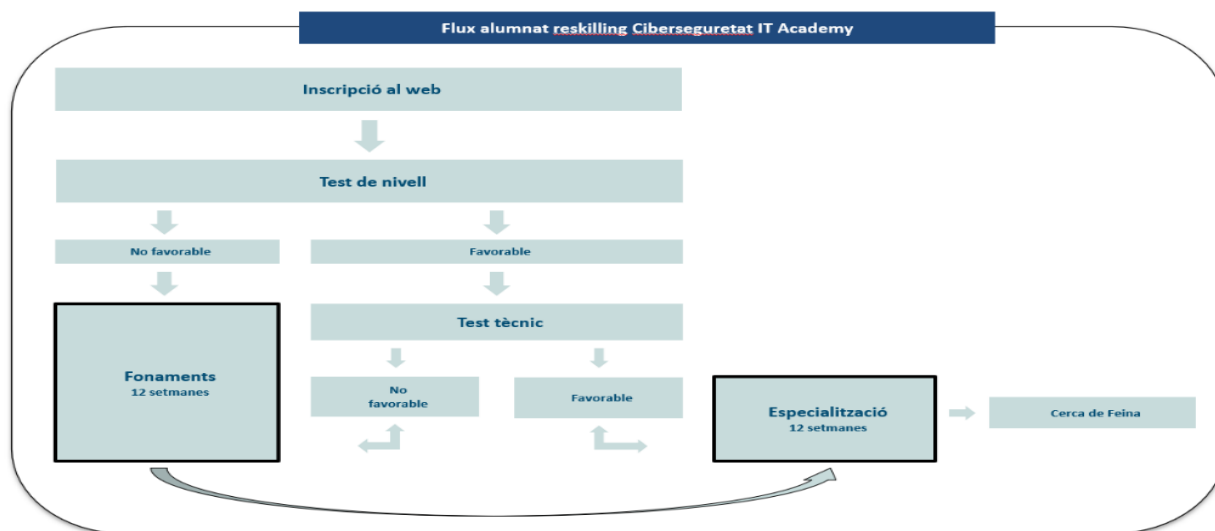 Flux alumnat reskilling Ciberseguretat IT Academy
Inscripció al web
Test de nivell
No favorable
Favorable
Test tècnic
Fonaments
12 setmanes
No
favorable
Favorable
Especialització
12 setmanes
Cerca de Feina